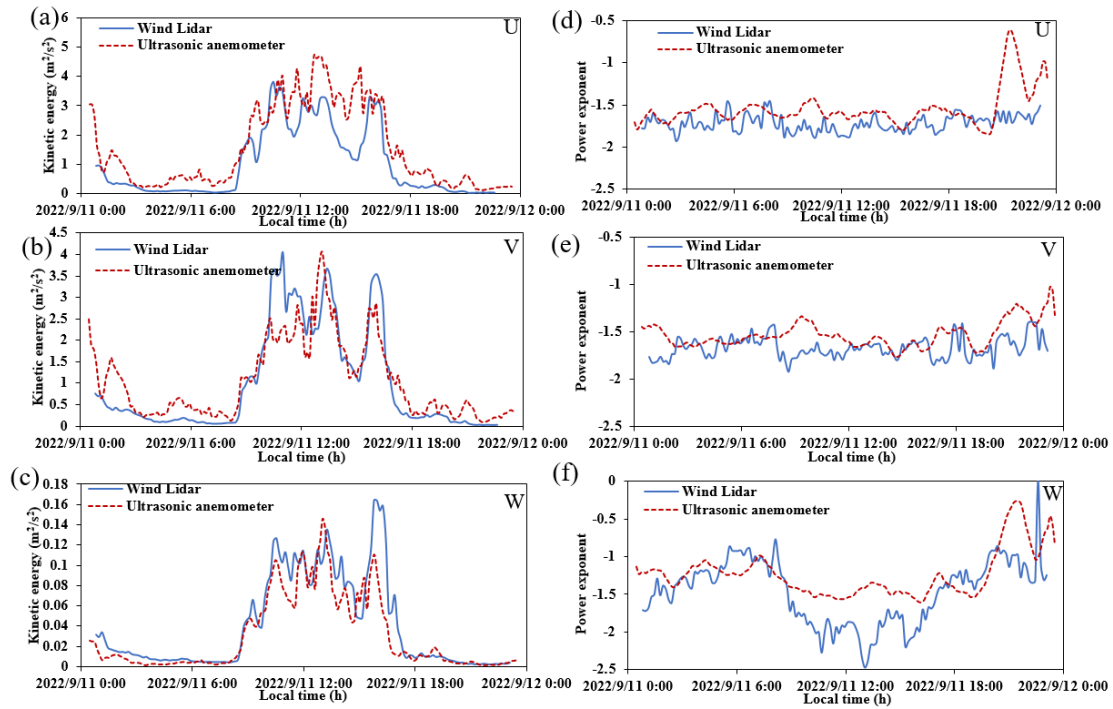 (a)
U
Wind Lidar
Ultrasonic anemometer
Kinetic energy (m²/s²)
6
5
4
3
2
1
0
2022/9/11 0:00 2022/9/11 6:00 2022/9/11 12:00 2022/9/11 18:00 2022/9/12 0:00
Local time (h)
(b)
V
Wind Lidar
Ultrasonic anemometer
Kinetic energy (m²/s²)
4.5
4
3.5
3
2.5
2
1.5
1
0.5
0
2022/9/11 0:00 2022/9/11 6:00 2022/9/11 12:00 2022/9/11 18:00 2022/9/12 0:00
Local time (h)
(c)
W
Wind Lidar
Ultrasonic anemometer
Kinetic energy (m²/s²)
0.18
0.16
0.14
0.12
0.1
0.08
0.06
0.04
0.02
0
2022/9/11 0:00 2022/9/11 6:00 2022/9/11 12:00 2022/9/11 18:00 2022/9/12 0:00
Local time (h)
(d)
U
Wind Lidar
Ultrasonic anemometer
Power exponent
-0.5
-1
-1.5
-2
-2.5
2022/9/11 0:00 2022/9/11 6:00 2022/9/11 12:00 2022/9/11 18:00 2022/9/12 0:00
Local time (h)
(e)
V
Wind Lidar
Ultrasonic anemometer
Power exponent
-0.5
-1
-1.5
-2
-2.5
2022/9/11 0:00 2022/9/11 6:00 2022/9/11 12:00 2022/9/11 18:00 2022/9/12 0:00
Local time (h)
(f)
W
Wind Lidar
Ultrasonic anemometer
Power exponent
0
-0.5
-1
-1.5
-2
-2.5
2022/9/11 0:00 2022/9/11 6:00 2022/9/11 12:00 2022/9/11 18:00 2022/9/12 0:00
Local time (h)